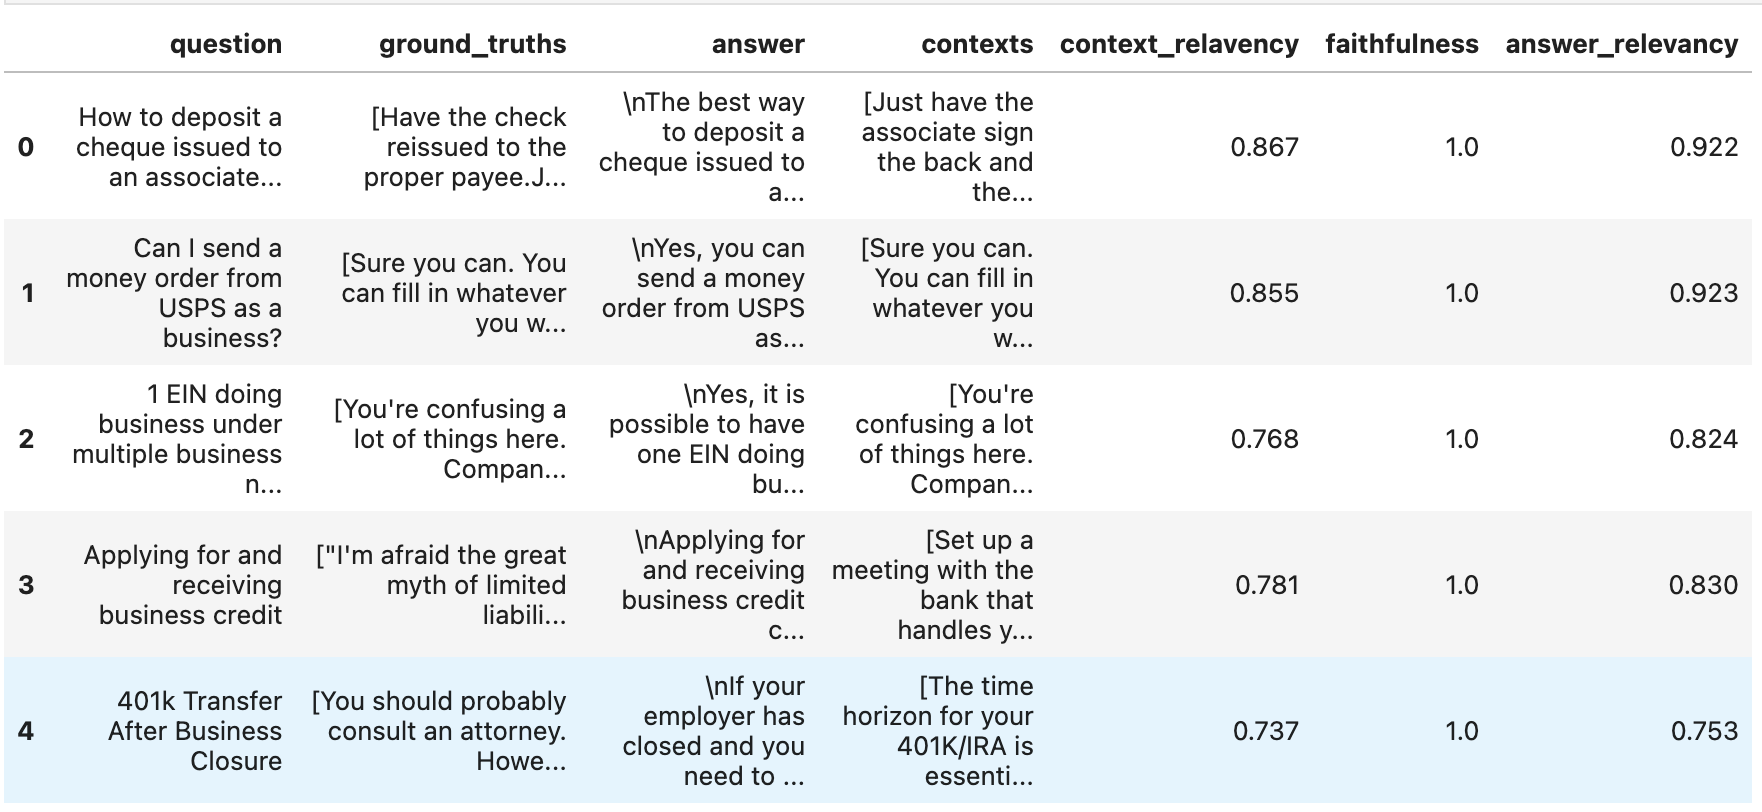 question ground_truths answer contexts context_relavency faithfulness answer_relevancy
0
How to deposit a
cheque issued to
an associate...
[Have the check
reissued to the
proper payee.J...
\nThe best way
to deposit a
cheque issued to
a...
[Just have the
associate sign
the back and
the...
0.867
1.0
0.922
1
Can I send a
money order from
USPS as a
business?
[Sure you can. You
can fill in whatever
you w...
\nYes, you can
send a money
order from USPS
as...
[Sure you can.
You can fill in
whatever you
w...
0.855
1.0
0.923
2
1 EIN doing
business under
multiple business
n...
[You're confusing a
lot of things here.
Compan...
\nYes, it is
possible to have
one EIN doing
bu...
[You're
confusing a lot
of things here.
Compan...
0.768
1.0
0.824
3
Applying for and
receiving
business credit
["I'm afraid the great
myth of limited
liabili...
\nApplying for
and receiving
business credit
c...
[Set up a
meeting with the
bank that
handles y...
0.781
1.0
0.830
4
401k Transfer
After Business
Closure
[You should probably
consult an attorney.
Howe...
\nIf your
employer has
closed and you
need to ...
[The time
horizon for your
401K/IRA is
essenti...
0.737
1.0
0.753